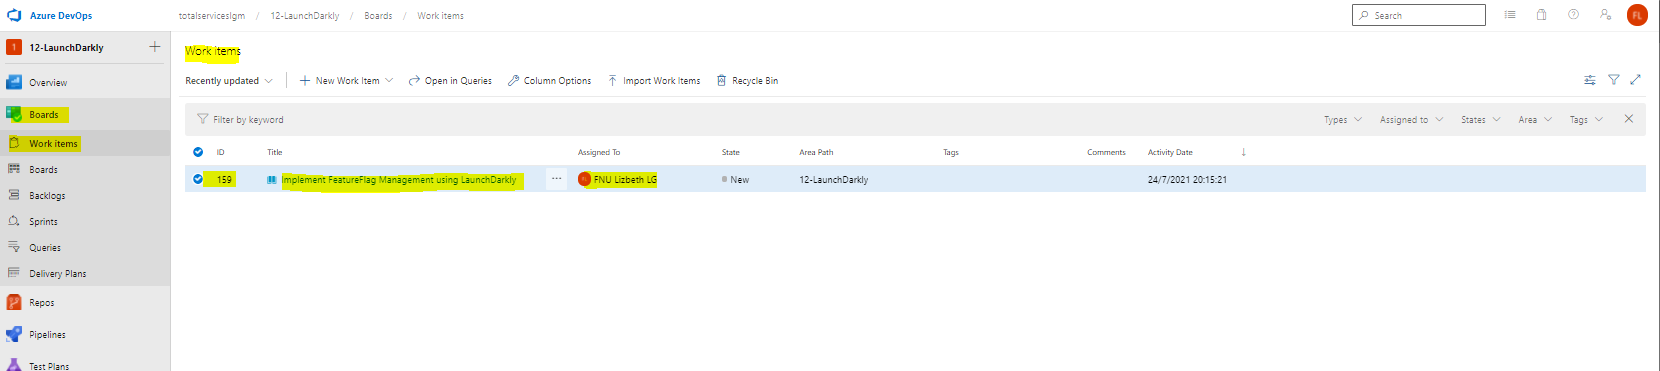 Azure DevOps
totalserviceslgm / 12-LaunchDarkly / Boards / Work items
Search
FL
1 12-LaunchDarkly
Overview
Boards
Work items
Boards
Backlogs
Sprints
Queries
Delivery Plans
Repos
Pipelines
Test Plans
Work items
Recently updated
New Work Item
Open in Queries
Column Options
Import Work Items
Recycle Bin
Filter by keyword
Types
Assigned to
States
Area
Tags
ID Title Assigned To State Area Path Tags Comments Activity Date
159 Implement FeatureFlag Management using LaunchDarkly ... FL FNU Lizbeth LG New 12-LaunchDarkly 24/7/2021 20:15:21